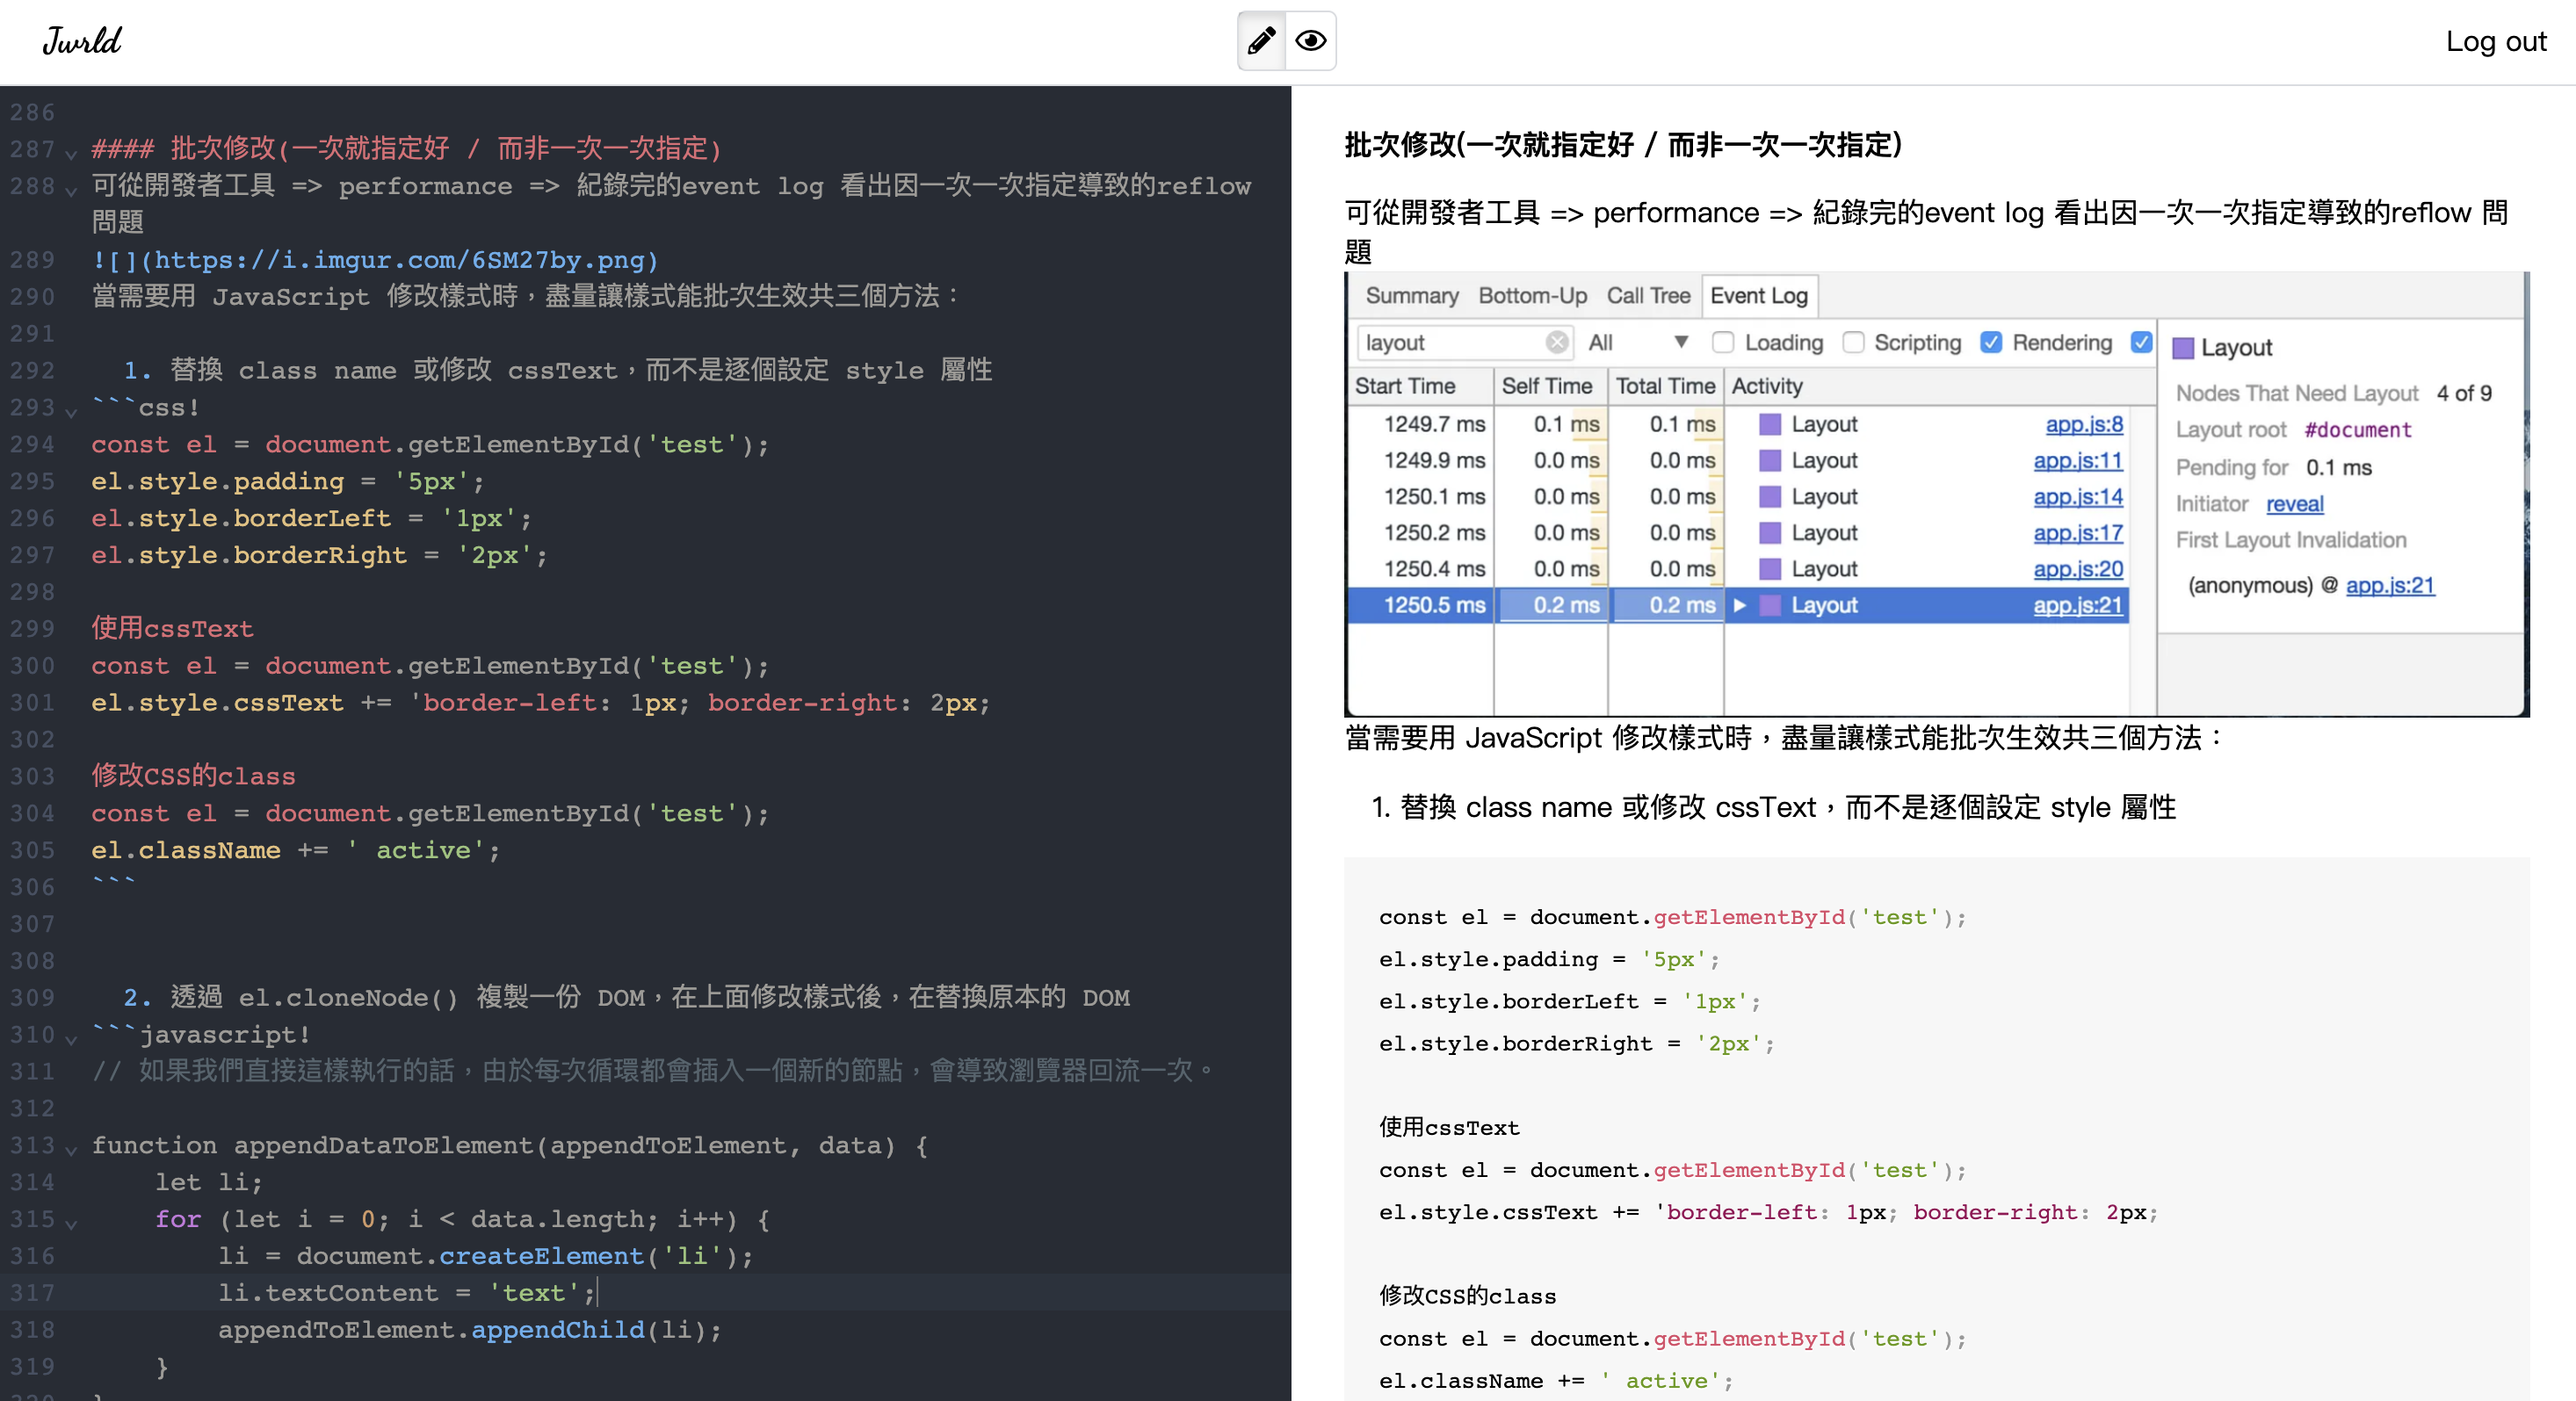 Jwrld
Log out
286
287 #### 批次修改(一次就指定好 / 而非一次一次指定)
288 可從開發者工具 => performance => 紀錄完的event log 看出因一次一次指定導致的reflow
問題
289 ![](https://i.imgur.com/6SM27by.png)
290 當需要用 JavaScript 修改樣式時，盡量讓樣式能批次生效共三個方法：
291
292 1. 替換 class name 或修改 cssText，而不是逐個設定 style 屬性
293 ```css!
294 const el = document.getElementById('test');
295 el.style.padding = '5px';
296 el.style.borderLeft = '1px';
297 el.style.borderRight = '2px';
298
299 使用cssText
300 const el = document.getElementById('test');
301 el.style.cssText += 'border-left: 1px; border-right: 2px;
302
303 修改CSS的class
304 const el = document.getElementById('test');
305 el.className += ' active';
306 ```
307
308
309 2. 透過 el.cloneNode() 複製一份 DOM，在上面修改樣式後，在替換原本的 DOM
310 ```javascript!
311 // 如果我們直接這樣執行的話，由於每次循環都會插入一個新的節點，會導致瀏覽器回流一次。
312
313 function appendDataToElement(appendToElement, data) {
314 let li;
315 for (let i = 0; i < data.length; i++) {
316 li = document.createElement('li');
317 li.textContent = 'text';
318 appendToElement.appendChild(li);
319 }
批次修改(一次就指定好 / 而非一次一次指定)
可從開發者工具 => performance => 紀錄完的event log 看出因一次一次指定導致的reflow 問
題
Summary Bottom-Up Call Tree Event Log
layout All ▼ Loading Scripting Rendering
Start Time Self Time Total Time Activity
1249.7 ms 0.1 ms 0.1 ms Layout app.js:8
1249.9 ms 0.0 ms 0.0 ms Layout app.js:11
1250.1 ms 0.0 ms 0.0 ms Layout app.js:14
1250.2 ms 0.0 ms 0.0 ms Layout app.js:17
1250.4 ms 0.0 ms 0.0 ms Layout app.js:20
1250.5 ms 0.2 ms 0.2 ms Layout app.js:21
Layout
Nodes That Need Layout 4 of 9
Layout root #document
Pending for 0.1 ms
Initiator reveal
First Layout Invalidation
(anonymous) @ app.js:21
當需要用 JavaScript 修改樣式時，盡量讓樣式能批次生效共三個方法：
1. 替換 class name 或修改 cssText，而不是逐個設定 style 屬性
const el = document.getElementById('test');
el.style.padding = '5px';
el.style.borderLeft = '1px';
el.style.borderRight = '2px';
使用cssText
const el = document.getElementById('test');
el.style.cssText += 'border-left: 1px; border-right: 2px;
修改CSS的class
const el = document.getElementById('test');
el.className += ' active';